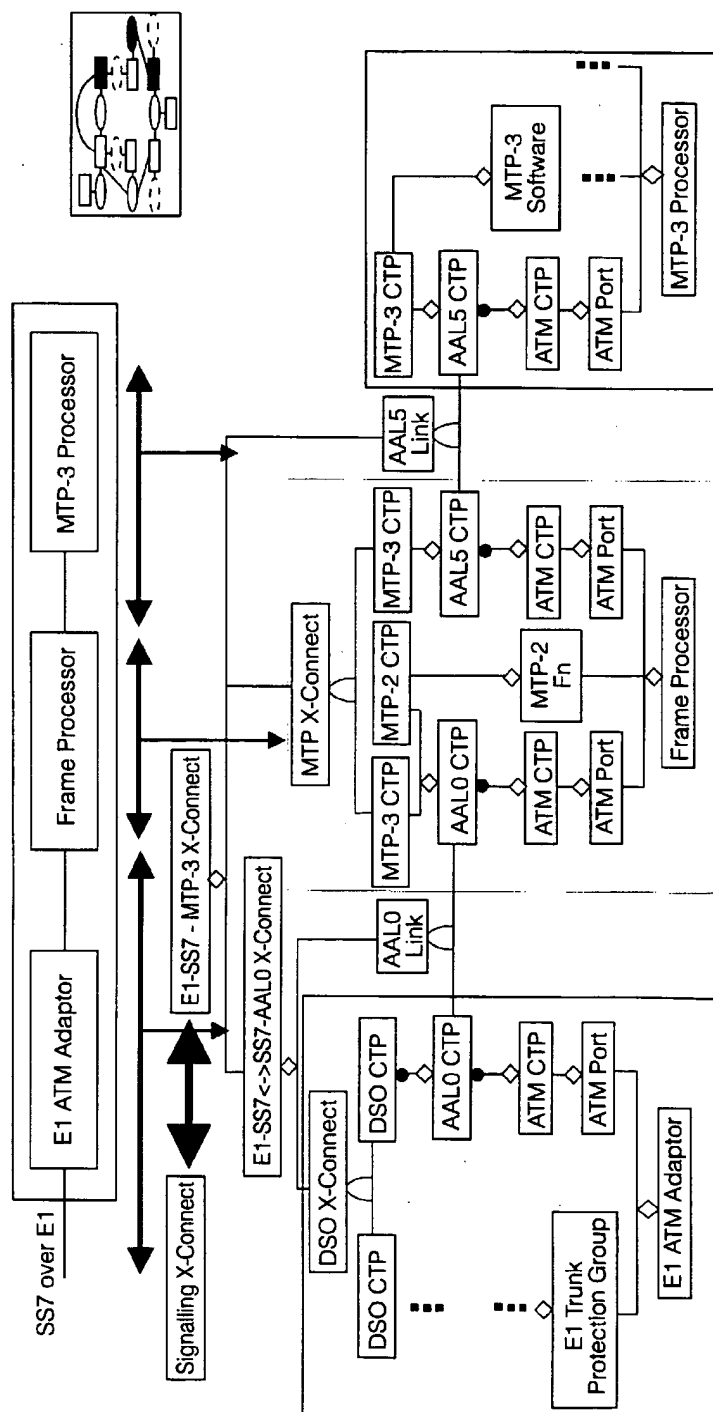 SS7 over E1
E1 ATM Adaptor
Frame Processor
MTP-3 Processor
Signalling X-Connect
E1-SS7 - MTP-3 X-Connect
E1-SS7<->SS7-AAL0 X-Connect
MTP X-Connect
DSO X-Connect
AAL0
Link
AAL5
Link
DSO CTP
DSO CTP
MTP-3 CTP
MTP-2 CTP
MTP-3 CTP
MTP-3 CTP
AAL0 CTP
AAL0 CTP
AAL5 CTP
AAL5 CTP
MTP-3
Software
ATM CTP
ATM CTP
MTP-2
Fn
ATM CTP
ATM CTP
E1 Trunk
Protection Group
ATM Port
ATM Port
ATM Port
ATM Port
E1 ATM Adaptor
Frame Processor
MTP-3 Processor